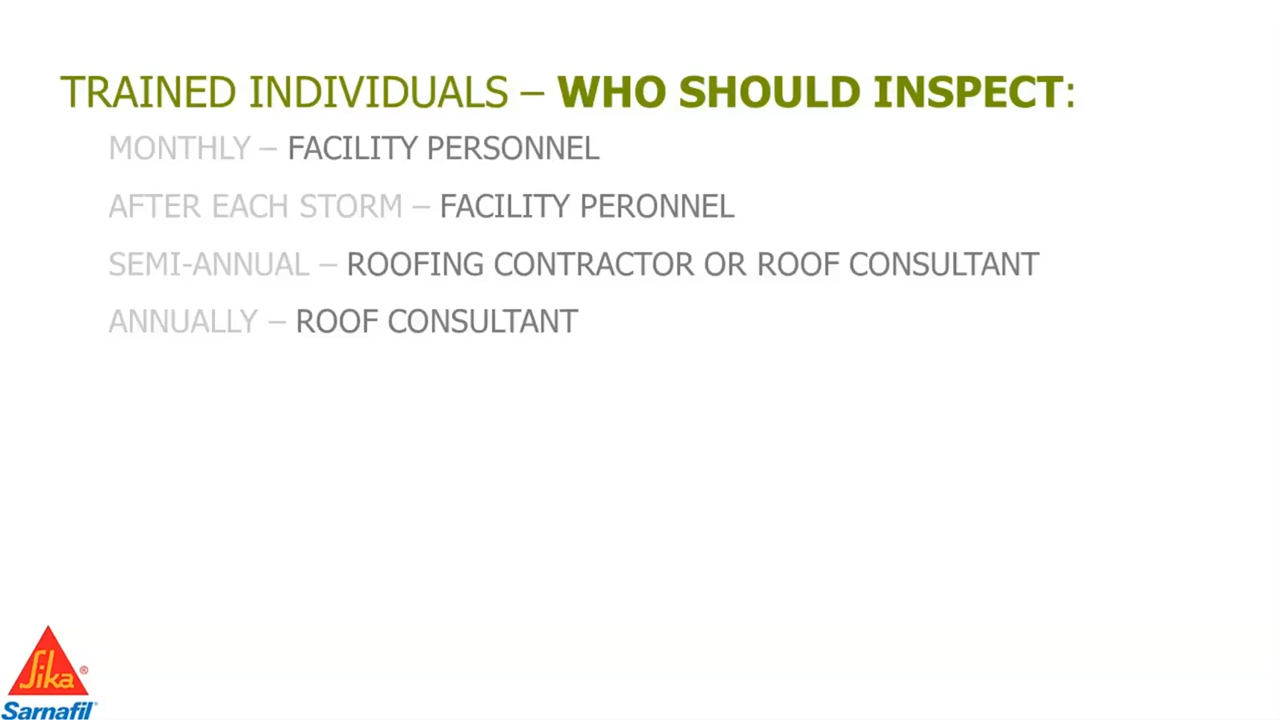 TRAINED INDIVIDUALS – WHO SHOULD INSPECT:
MONTHLY – FACILITY PERSONNEL
AFTER EACH STORM – FACILITY PERONNEL
SEMI-ANNUAL – ROOFING CONTRACTOR OR ROOF CONSULTANT
ANNUALLY – ROOF CONSULTANT
Sika®
Sarnafil®